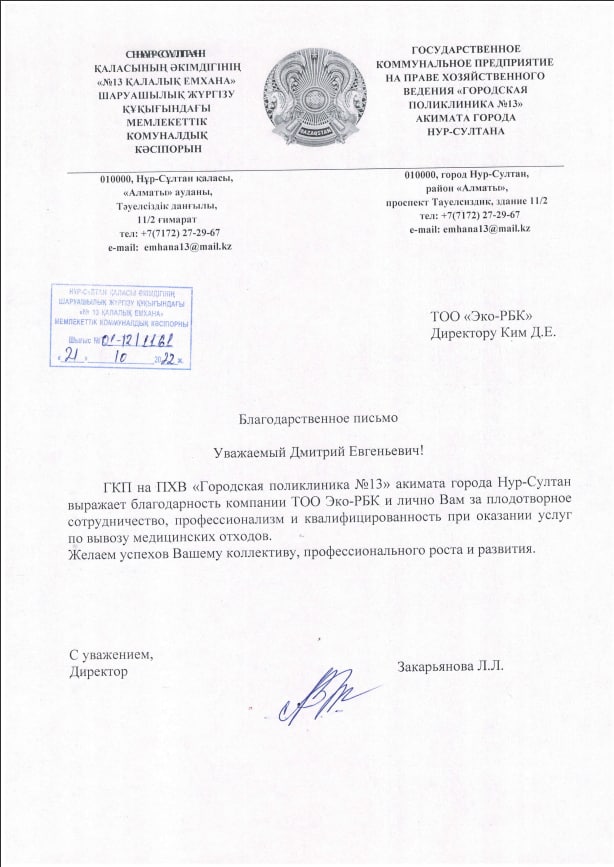 НҰР-СҰЛТАН
ҚАЛАСЫНЫҢ ӘКІМДІГІНІҢ
«№13 ҚАЛАЛЫҚ ЕМХАНА»
ШАРУАШЫЛЫҚ ЖҮРГІЗУ
ҚҰҚЫҒЫНДАҒЫ
МЕМЛЕКЕТТІК
КОМУНАЛДЫҚ
КӘСІПОРЫН
QAZAQSTAN
ГОСУДАРСТВЕННОЕ
КОММУНАЛЬНОЕ ПРЕДПРИЯТИЕ
НА ПРАВЕ ХОЗЯЙСТВЕННОГО
ВЕДЕНИЯ «ГОРОДСКАЯ
ПОЛИКЛИНИКА №13»
АКИМАТА ГОРОДА
НУР-СУЛТАНА
010000, Нұр-Сұлтан қаласы,
«Алматы» ауданы,
Тәуелсіздік даңғылы,
11/2 ғимарат
тел: +7(7172) 27-29-67
e-mail: emhana13@mail.kz
010000, город Нур-Султан,
район «Алматы»,
проспект Тауелсиздик, здание 11/2
тел: +7(7172) 27-29-67
e-mail: emhana13@mail.kz
НҰР-СҰЛТАН ҚАЛАСЫ ӘКІМДІГІНІҢ
ШАРУАШЫЛЫҚ ЖҮРГІЗУ ҚҰҚЫҒЫНДАҒЫ
«№ 13 ҚАЛАЛЫҚ ЕМХАНА»
МЕМЛЕКЕТТІК КОММУНАЛДЫҚ КӘСІПОРНЫ
Шығыс № 01-12/1161
«21» 10 2022 ж.
ТОО «Эко-РБК»
Директору Ким Д.Е.
Благодарственное письмо
Уважаемый Дмитрий Евгеньевич!
ГКП на ПХВ «Городская поликлиника №13» акимата города Нур-Султан
выражает благодарность компании ТОО Эко-РБК и лично Вам за плодотворное
сотрудничество, профессионализм и квалифицированность при оказании услуг
по вывозу медицинских отходов.
Желаем успехов Вашему коллективу, профессионального роста и развития.
С уважением,
Директор
Закарьянова Л.Л.